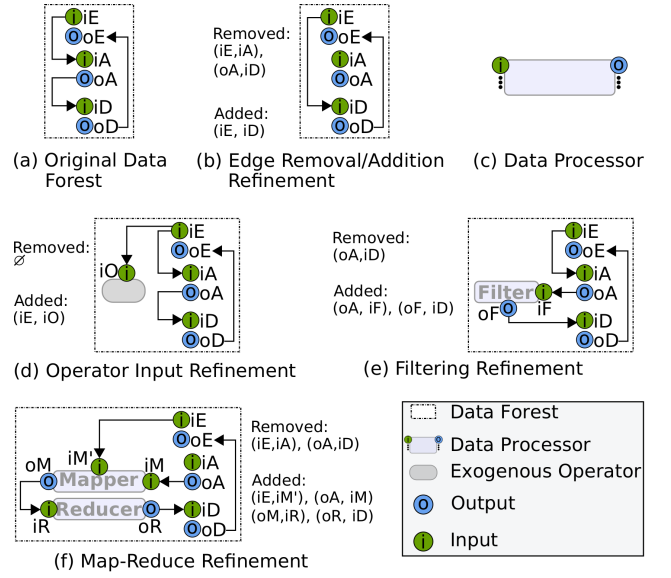 i iE
o oE
i iA
o oA
i iD
o oD
(a) Original Data
Forest
Removed:
(iE,iA),
(oA,iD)
Added:
(iE, iD)
i iE
o oE
i iA
o oA
i iD
o oD
(b) Edge Removal/Addition
Refinement
i
o
(c) Data Processor
Removed:
∅
Added:
(iE, iO)
iO i
i iE
o oE
i iA
o oA
i iD
o oD
(d) Operator Input Refinement
Removed:
(oA,iD)
Added:
(oA, iF), (oF, iD)
i iE
o oE
i iA
Filter i o oA
oF o iF i iD
o oD
(e) Filtering Refinement
i iE
o oE
oM iM' i iM i iA
o Mapper i o oA
i Reducer o i iD
iR oR o oD
Removed:
(iE,iA), (oA,iD)
Added:
(iE,iM'), (oA, iM)
(oM,iR), (oR, iD)
(f) Map-Reduce Refinement
Data Forest
i o Data Processor
Exogenous Operator
o Output
i Input